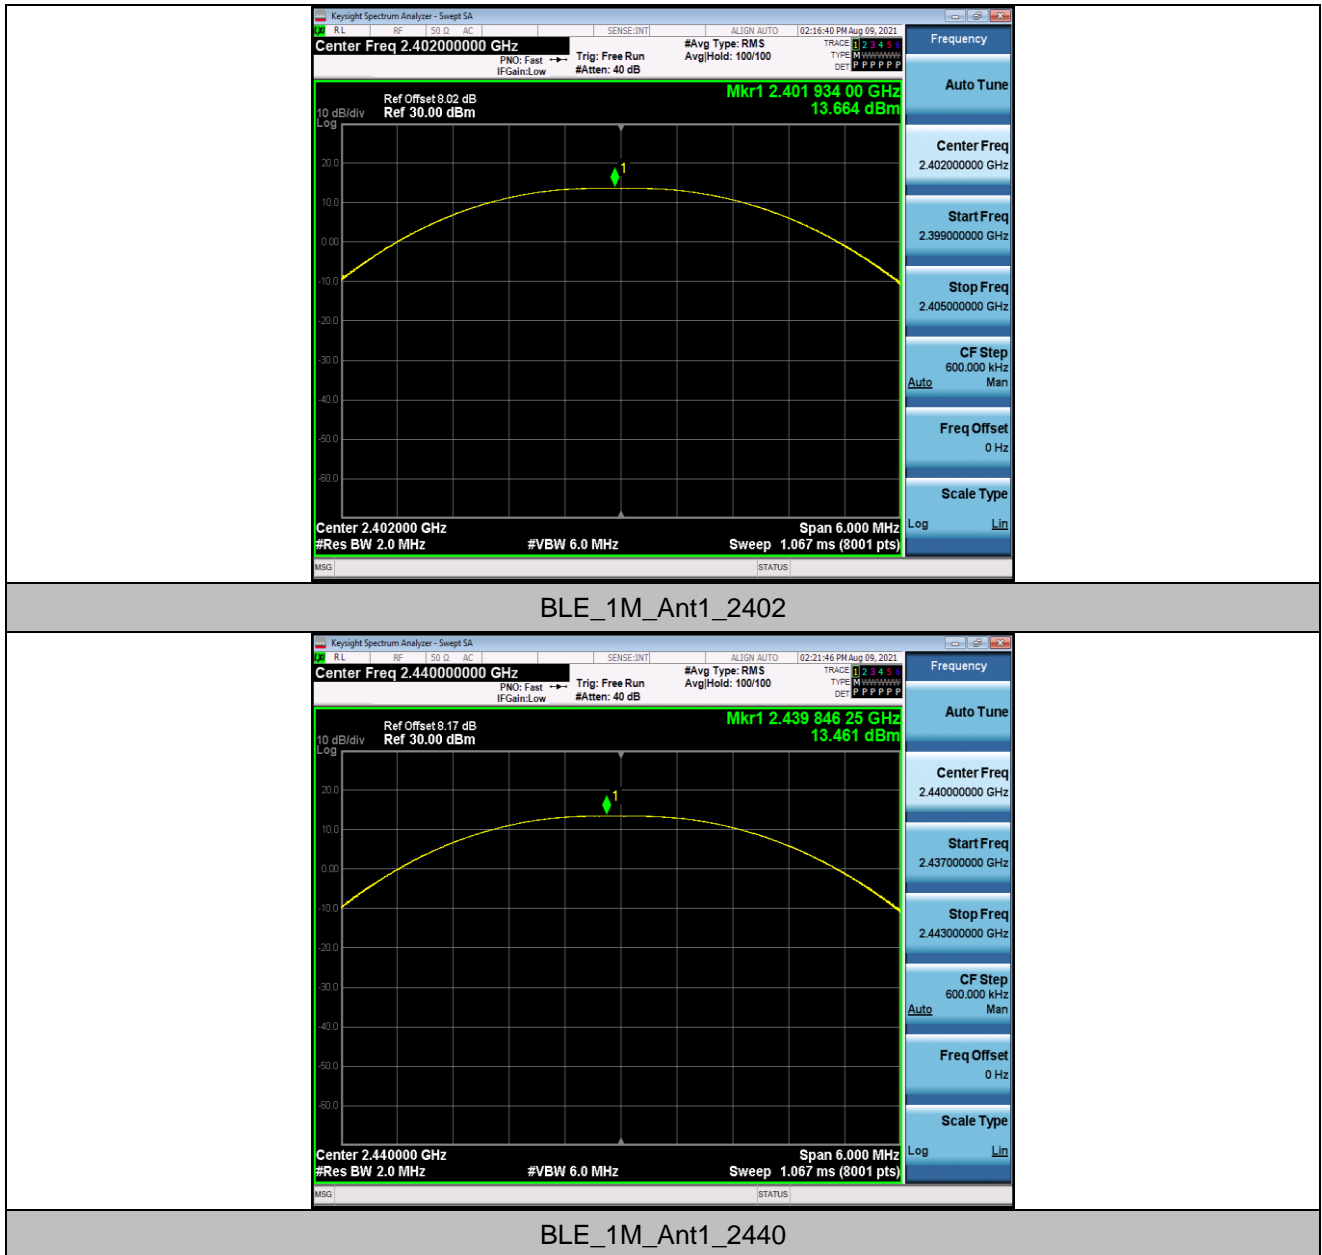 Keysight Spectrum Analyzer - Swept SA
RL RF 50 Ω AC SENSE:INT ALIGN AUTO 02:16:40 PM Aug 09, 2021
Center Freq 2.402000000 GHz
PNO: Fast
IFGain:Low
Trig: Free Run
#Atten: 40 dB
#Avg Type: RMS
Avg|Hold: 100/100
TRACE 1 2 3 4 5 6
TYPE M WWWWW
DET P P P P P P
Ref Offset 8.02 dB
10 dB/div Ref 30.00 dBm
Log
Mkr1 2.401 934 00 GHz
13.664 dBm
1
20.0
10.0
0.00
-10.0
-20.0
-30.0
-40.0
-50.0
-60.0
Center 2.402000 GHz Span 6.000 MHz
#Res BW 2.0 MHz #VBW 6.0 MHz Sweep 1.067 ms (8001 pts)
MSG STATUS
Frequency
Auto Tune
Center Freq
2.402000000 GHz
Start Freq
2.399000000 GHz
Stop Freq
2.405000000 GHz
CF Step
600.000 kHz
Auto Man
Freq Offset
0 Hz
Scale Type
Log Lin
BLE_1M_Ant1_2402
Keysight Spectrum Analyzer - Swept SA
RL RF 50 Ω AC SENSE:INT ALIGN AUTO 02:21:46 PM Aug 09, 2021
Center Freq 2.440000000 GHz
PNO: Fast
IFGain:Low
Trig: Free Run
#Atten: 40 dB
#Avg Type: RMS
Avg|Hold: 100/100
TRACE 1 2 3 4 5 6
TYPE M WWWWW
DET P P P P P P
Ref Offset 8.17 dB
10 dB/div Ref 30.00 dBm
Log
Mkr1 2.439 846 25 GHz
13.461 dBm
1
20.0
10.0
0.00
-10.0
-20.0
-30.0
-40.0
-50.0
-60.0
Center 2.440000 GHz Span 6.000 MHz
#Res BW 2.0 MHz #VBW 6.0 MHz Sweep 1.067 ms (8001 pts)
MSG STATUS
Frequency
Auto Tune
Center Freq
2.440000000 GHz
Start Freq
2.437000000 GHz
Stop Freq
2.443000000 GHz
CF Step
600.000 kHz
Auto Man
Freq Offset
0 Hz
Scale Type
Log Lin
BLE_1M_Ant1_2440